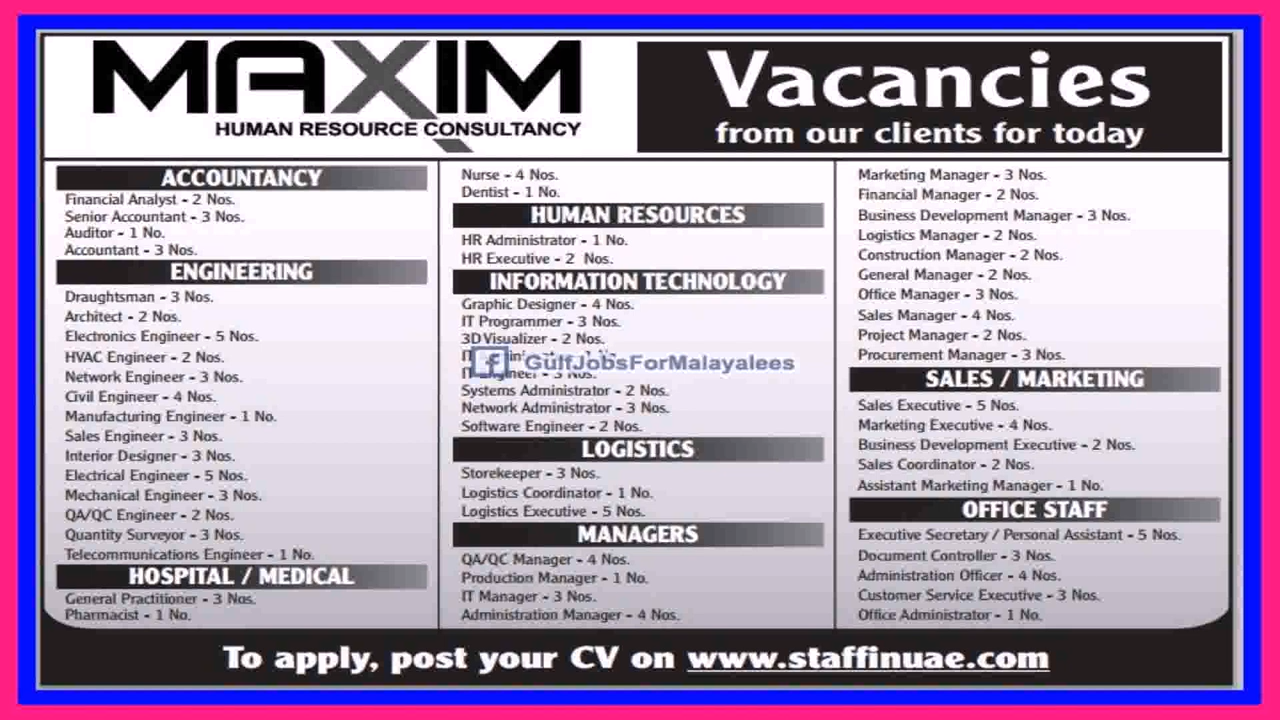 MAXIM
HUMAN RESOURCE CONSULTANCY
Vacancies
from our clients for today
ACCOUNTANCY
Financial Analyst - 2 Nos.
Senior Accountant - 3 Nos.
Auditor - 1 No.
Accountant - 3 Nos.
ENGINEERING
Draughtsman - 3 Nos.
Architect - 2 Nos.
Electronics Engineer - 5 Nos.
HVAC Engineer - 2 Nos.
Network Engineer - 3 Nos.
Civil Engineer - 4 Nos.
Manufacturing Engineer - 1 No.
Sales Engineer - 3 Nos.
Interior Designer - 3 Nos.
Electrical Engineer - 5 Nos.
Mechanical Engineer - 3 Nos.
QA/QC Engineer - 2 Nos.
Quantity Surveyor - 3 Nos.
Telecommunications Engineer - 1 No.
HOSPITAL / MEDICAL
General Practitioner - 3 Nos.
Pharmacist - 1 No.
Nurse - 4 Nos.
Dentist - 1 No.
HUMAN RESOURCES
HR Administrator - 1 No.
HR Executive - 2 Nos.
INFORMATION TECHNOLOGY
Graphic Designer - 4 Nos.
IT Programmer - 3 Nos.
3D Visualizer - 2 Nos.
IT
f GulfJobsForMalayalees
IT Engineer - 3 Nos.
Systems Administrator - 2 Nos.
Network Administrator - 3 Nos.
Software Engineer - 2 Nos.
LOGISTICS
Storekeeper - 3 Nos.
Logistics Coordinator - 1 No.
Logistics Executive - 5 Nos.
MANAGERS
QA/QC Manager - 4 Nos.
Production Manager - 1 No.
IT Manager - 3 Nos.
Administration Manager - 4 Nos.
Marketing Manager - 3 Nos.
Financial Manager - 2 Nos.
Business Development Manager - 3 Nos.
Logistics Manager - 2 Nos.
Construction Manager - 2 Nos.
General Manager - 2 Nos.
Office Manager - 3 Nos.
Sales Manager - 4 Nos.
Project Manager - 2 Nos.
Procurement Manager - 3 Nos.
SALES / MARKETING
Sales Executive - 5 Nos.
Marketing Executive - 4 Nos.
Business Development Executive - 2 Nos.
Sales Coordinator - 2 Nos.
Assistant Marketing Manager - 1 No.
OFFICE STAFF
Executive Secretary / Personal Assistant - 5 Nos.
Document Controller - 3 Nos.
Administration Officer - 4 Nos.
Customer Service Executive - 3 Nos.
Office Administrator - 1 No.
To apply, post your CV on www.staffinuae.com